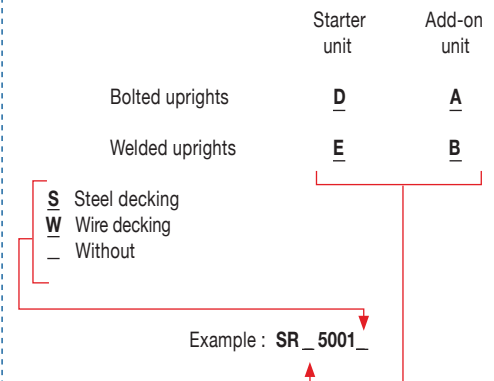 Starter Add-on
unit unit
Bolted uprights D A
Welded uprights E B
S Steel decking
W Wire decking
_ Without
Example : SR _ 5001_